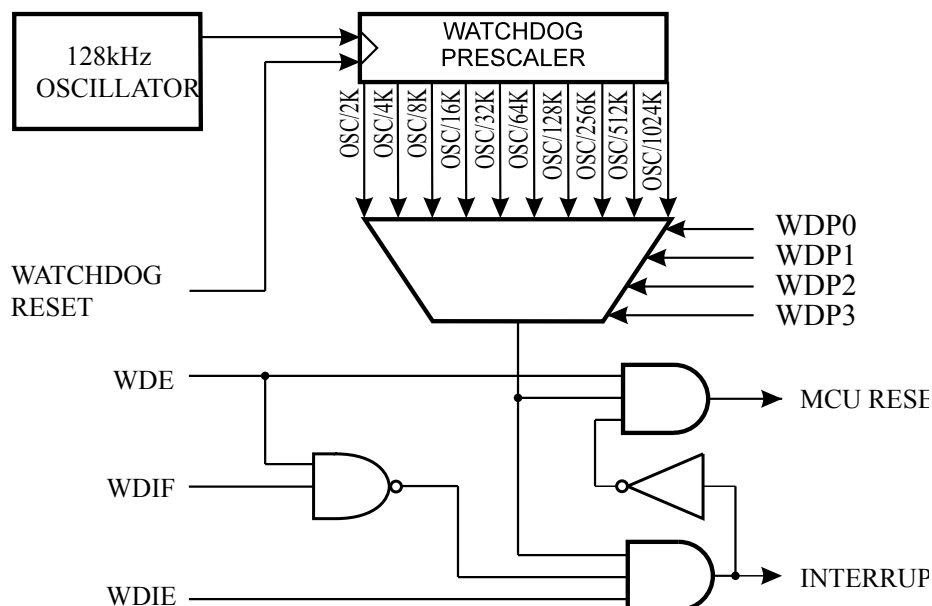 128kHz
OSCILLATOR
WATCHDOG
PRESCALER
OSC/2K
OSC/4K
OSC/8K
OSC/16K
OSC/32K
OSC/64K
OSC/128K
OSC/256K
OSC/512K
OSC/1024K
WDP0
WDP1
WDP2
WDP3
WATCHDOG
RESET
WDE
MCU RESE
WDIF
INTERRUP
WDIE